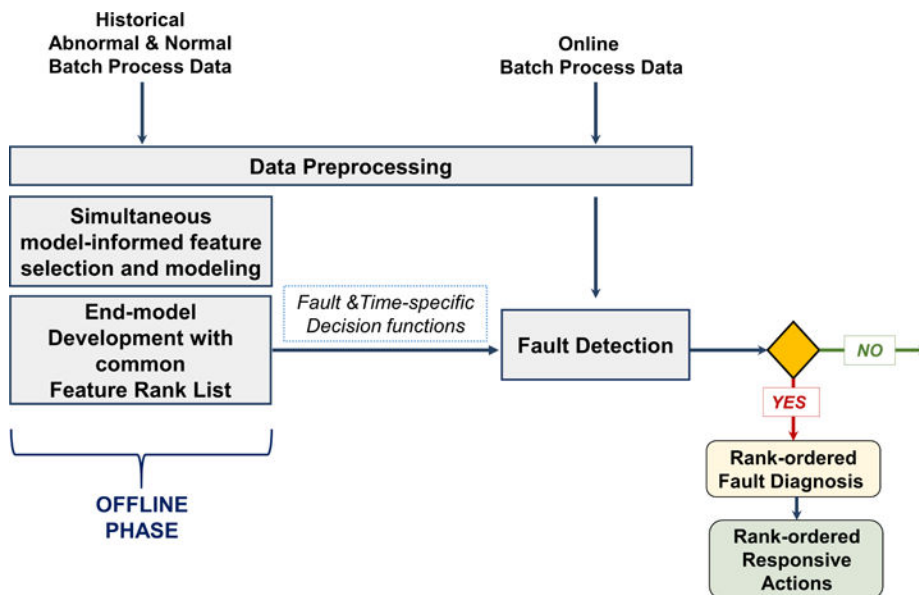 Historical
Abnormal & Normal
Batch Process Data
Online
Batch Process Data
Data Preprocessing
Simultaneous
model-informed feature
selection and modeling
End-model
Development with
common
Feature Rank List
Fault &Time-specific
Decision functions
Fault Detection
NO
YES
Rank-ordered
Fault Diagnosis
Rank-ordered
Responsive
Actions
OFFLINE
PHASE